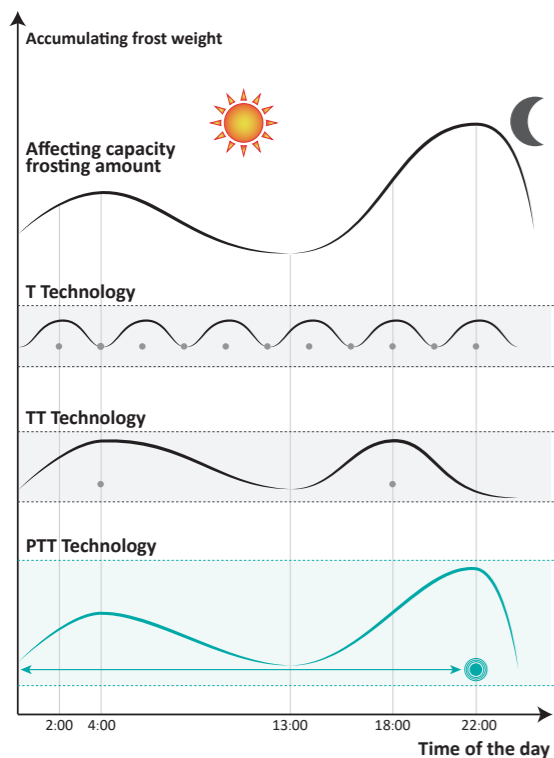 Accumulating frost weight
Affecting capacity
frosting amount
T Technology
TT Technology
PTT Technology
2:00 4:00 13:00 18:00 22:00
Time of the day